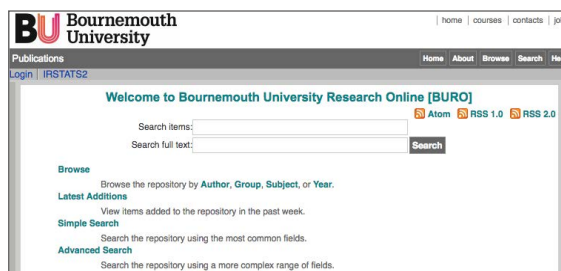 BU Bournemouth University
home | courses | contacts
Publications
Home About Browse Search
Login | IRSTATS2
Welcome to Bournemouth University Research Online [BURO]
Atom RSS 1.0 RSS 2.0
Search items:
Search full text: Search
Browse
Browse the repository by Author, Group, Subject, or Year.
Latest Additions
View items added to the repository in the past week.
Simple Search
Search the repository using the most common fields.
Advanced Search
Search the repository using a more complex range of fields.